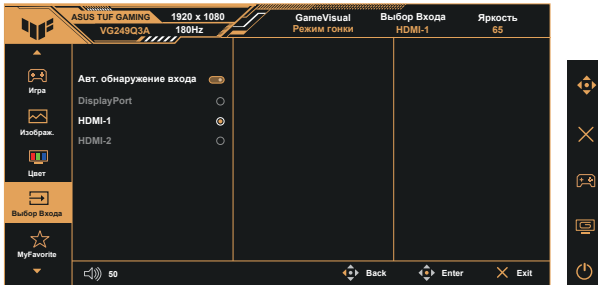 ASUS TUF GAMING 1920 x 1080
VG249Q3A 180Hz
GameVisual
Режим гонки
Выбор Входа
HDMI-1
Яркость
65
Игра
Изображ.
Цвет
Выбор Входа
MyFavorite
Авт. обнаружение входа
DisplayPort
HDMI-1
HDMI-2
50
Back
Enter
Exit